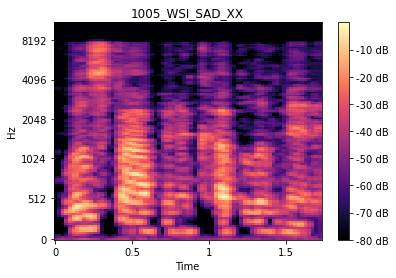 1005_WSI_SAD_XX
8192
4096
2048
1024
512
0
Hz
0
0.5
1
1.5
Time
-10 dB
-20 dB
-30 dB
-40 dB
-50 dB
-60 dB
-70 dB
-80 dB